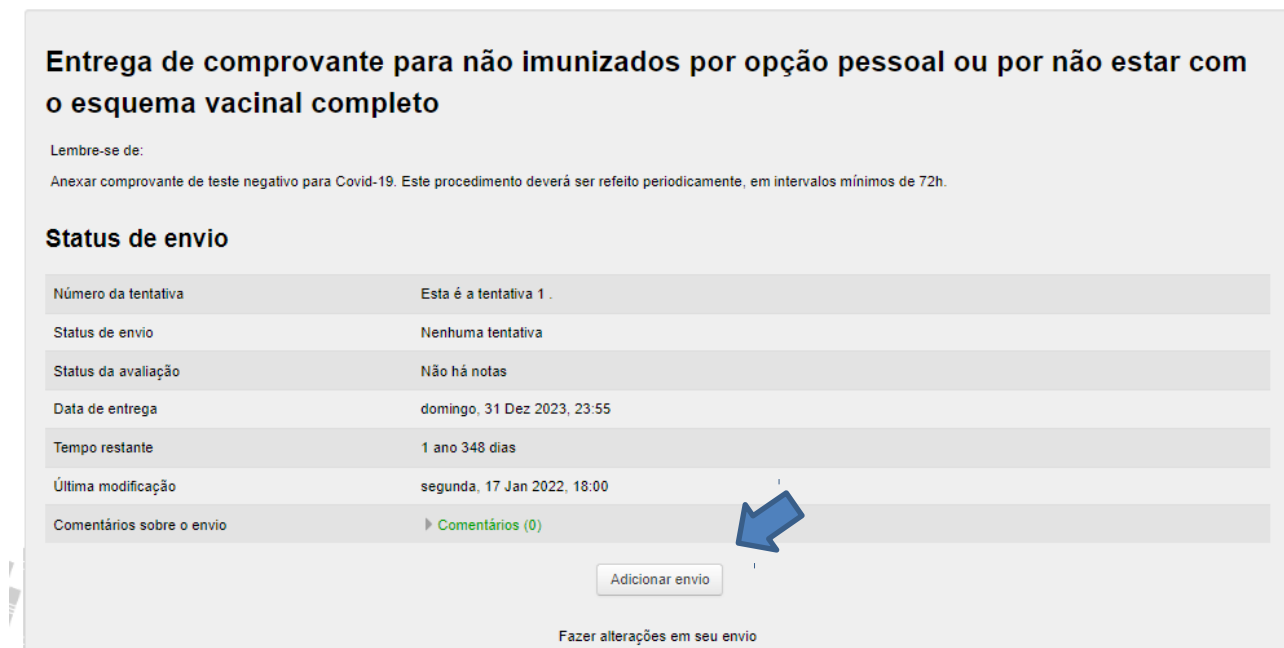 Entrega de comprovante para não imunizados por opção pessoal ou por não estar com
o esquema vacinal completo
Lembre-se de:
Anexar comprovante de teste negativo para Covid-19. Este procedimento deverá ser refeito periodicamente, em intervalos mínimos de 72h.
Status de envio
Número da tentativa Esta é a tentativa 1 .
Status de envio Nenhuma tentativa
Status da avaliação Não há notas
Data de entrega domingo, 31 Dez 2023, 23:55
Tempo restante 1 ano 348 dias
Última modificação segunda, 17 Jan 2022, 18:00
Comentários sobre o envio Comentários (0)
Adicionar envio
Fazer alterações em seu envio